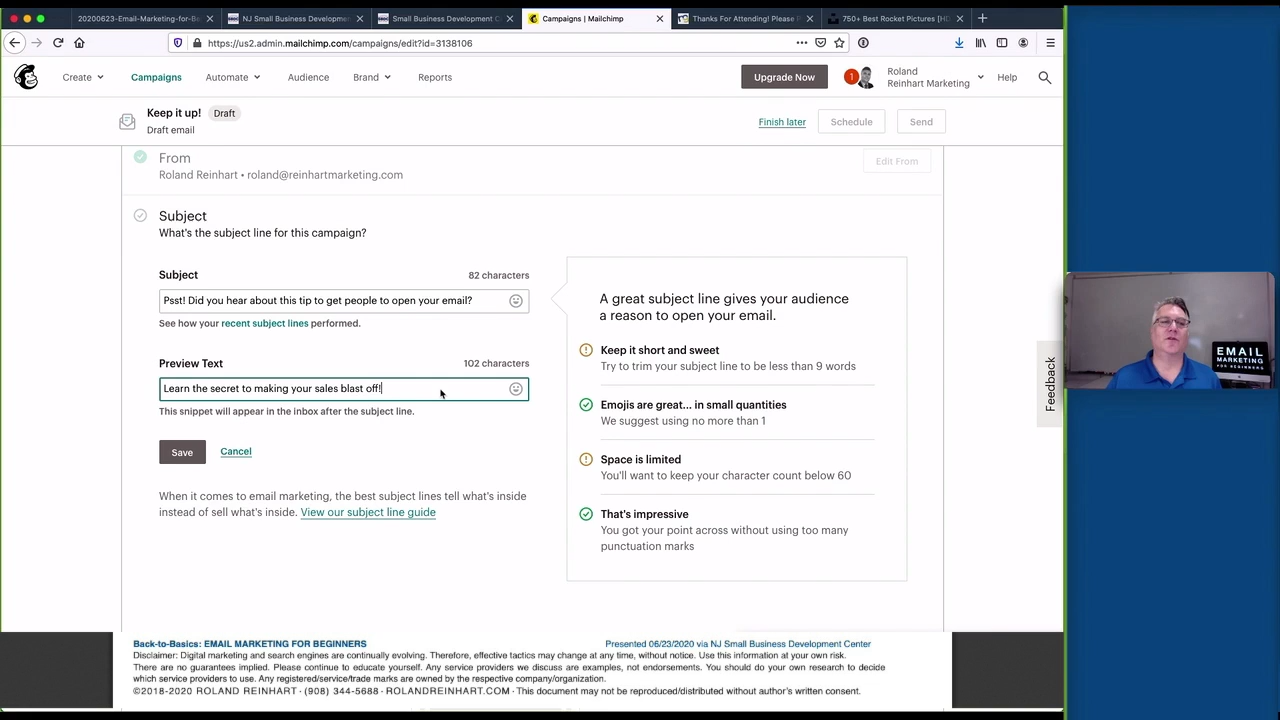 20200623-Email-Marketing-for-Be
NJ Small Business Developmen
Small Business Development C
Campaigns | Mailchimp
Thanks For Attending! Please R
750+ Best Rocket Pictures [HD
https://us2.admin.mailchimp.com/campaigns/edit?id=3138106
Create
Campaigns
Automate
Audience
Brand
Reports
Upgrade Now
1
Roland
Reinhart Marketing
Help
Keep it up!
Draft
Draft email
Finish later
Schedule
Send
From
Roland Reinhart • roland@reinhartmarketing.com
Edit From
Subject
What's the subject line for this campaign?
Subject
82 characters
Psst! Did you hear about this tip to get people to open your email?
See how your recent subject lines performed.
Preview Text
102 characters
Learn the secret to making your sales blast off!
This snippet will appear in the inbox after the subject line.
Save
Cancel
When it comes to email marketing, the best subject lines tell what's inside
instead of sell what's inside. View our subject line guide
A great subject line gives your audience
a reason to open your email.
Keep it short and sweet
Try to trim your subject line to be less than 9 words
Emojis are great... in small quantities
We suggest using no more than 1
Space is limited
You'll want to keep your character count below 60
That's impressive
You got your point across without using too many
punctuation marks
Feedback
EMAIL
MARKETING
FOR BEGINNERS
Back-to-Basics: EMAIL MARKETING FOR BEGINNERS
Presented 06/23/2020 via NJ Small Business Development Center
Disclaimer: Digital marketing and search engines are continually evolving. Therefore, effective tactics may change at any time, without notice. Use this information at your own risk.
There are no guarantees implied. Please continue to educate yourself. Any service providers we discuss are examples, not endorsements. You should do your own research to decide
which service providers to use. Any registered/service/trade marks are owned by the respective company/organization.
©2018-2020 ROLAND REINHART · (908) 344-5688 · ROLANDREINHART.COM · This document may not be reproduced/distributed without author's written consent.